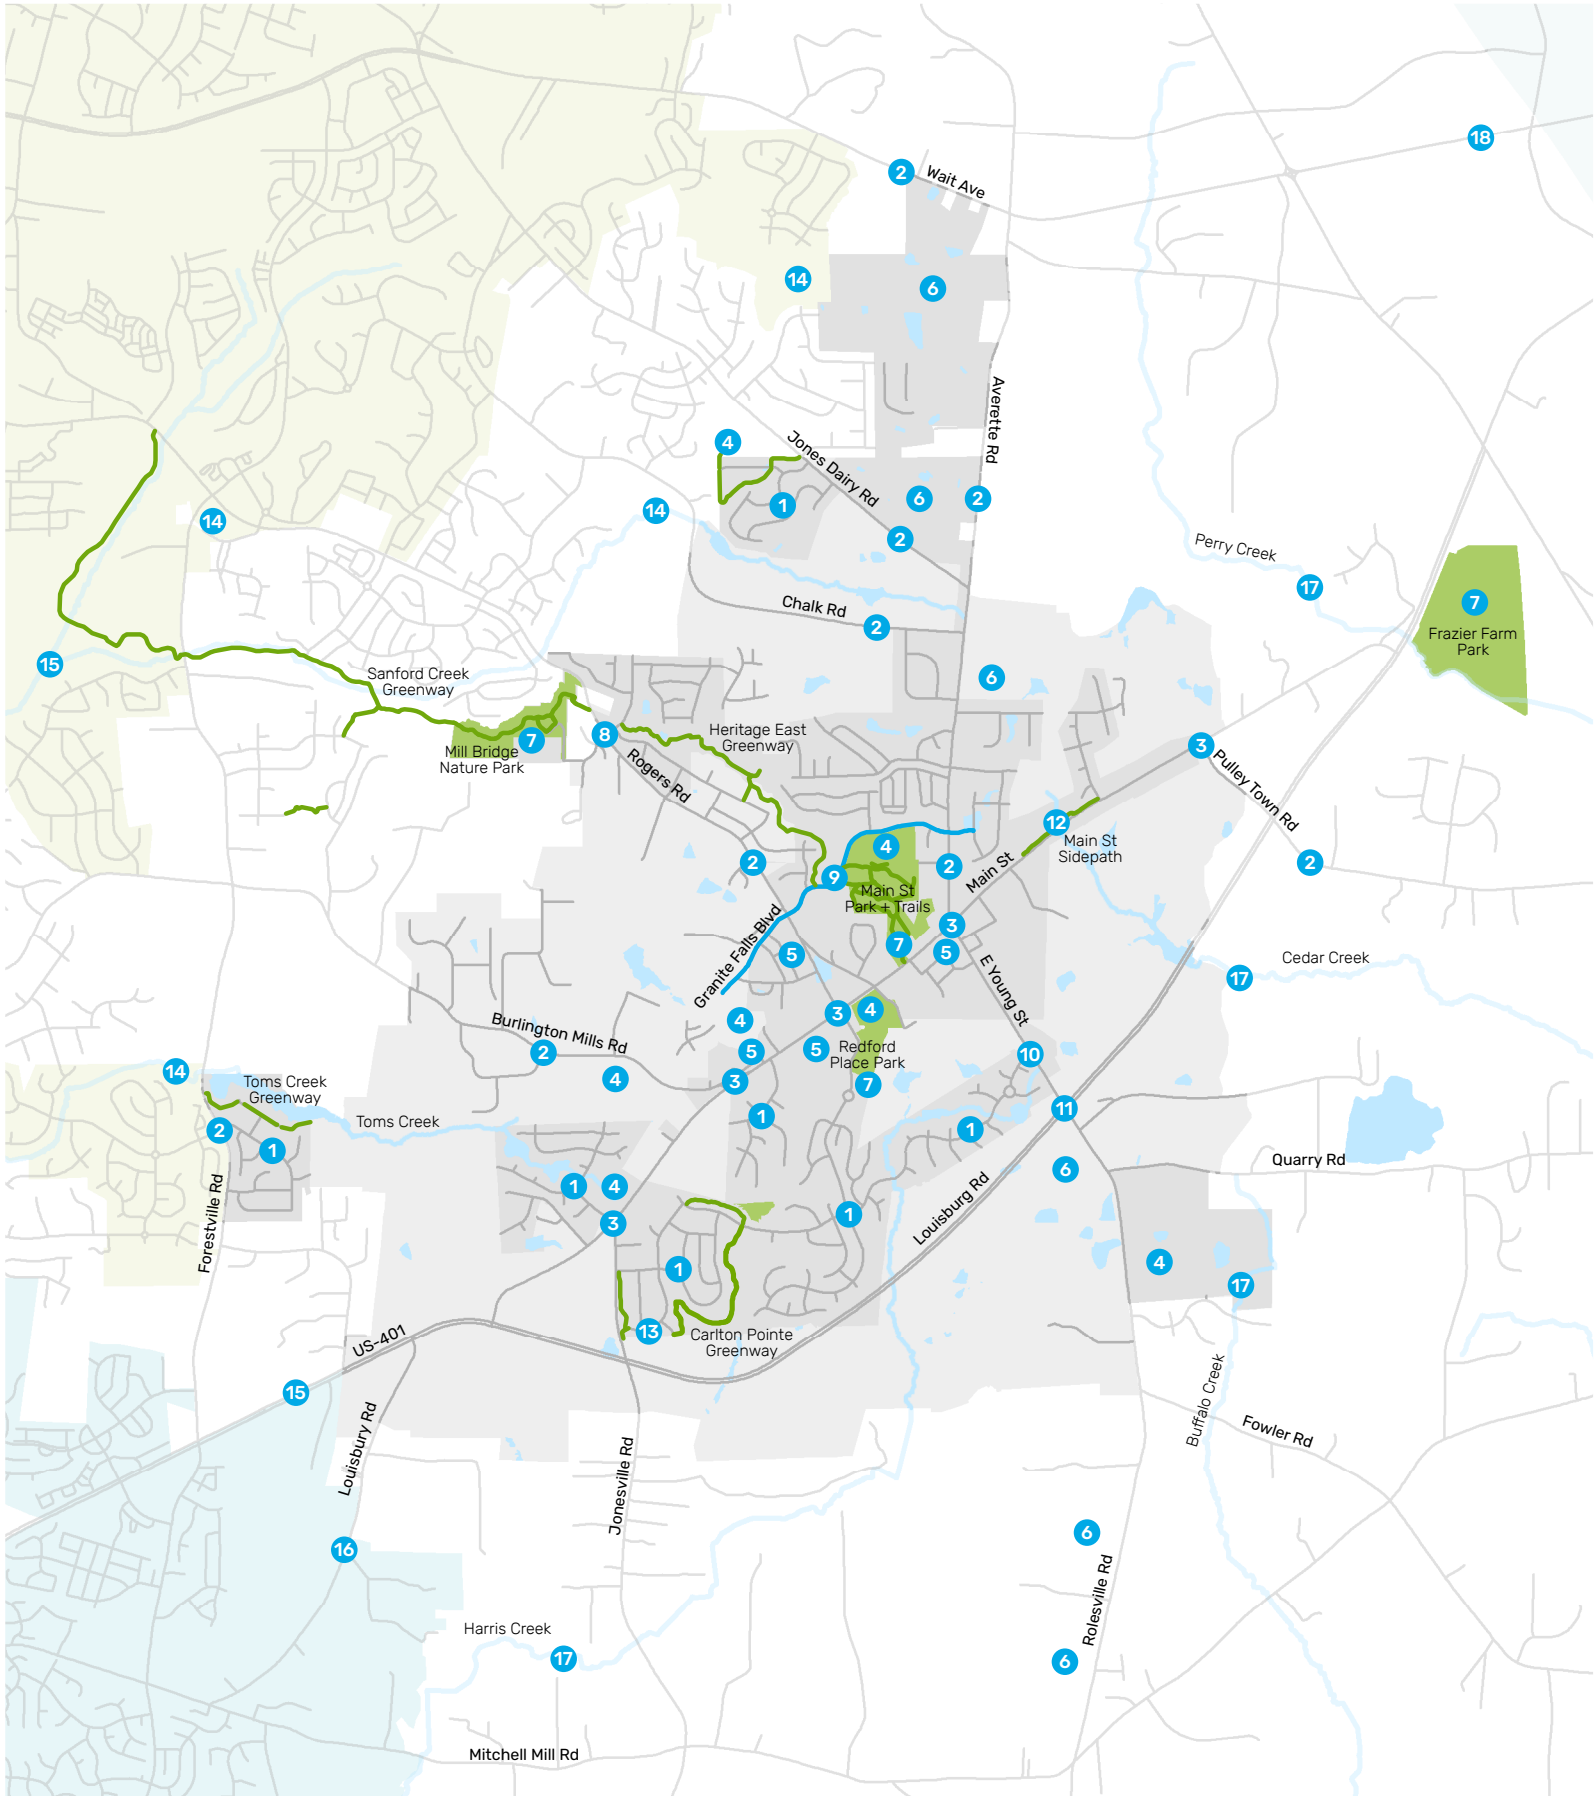 18
2
Wait Ave
14
6
Averette Rd
4
Jones Dairy Rd
1
6
2
14
14
2
Perry Creek
17
Chalk Rd
2
7
Frazier Farm
Park
15
Sanford Creek
Greenway
6
Heritage East
Greenway
8
7
Mill Bridge
Nature Park
Rogers Rd
3
Pulley Town Rd
12
Main St
Sidepath
4
2
9
2
Main St
2
Main St
Park + Trails
Granite Falls Blvd
3
7
5
5
E Young St
Cedar Creek
17
4
3
4
Burlington Mills Rd
2
5
5
Redford
Place Park
10
14
4
3
7
Toms Creek
Greenway
11
Toms Creek
2
1
1
1
Quarry Rd
6
1
4
Forestville Rd
3
1
Louisburg Rd
1
4
17
13
Carlton Pointe
Greenway
US-401
15
Buffalo Creek
Louisbury Rd
Jonesville Rd
Fowler Rd
16
6
Rolesville Rd
Harris Creek
17
6
Mitchell Mill Rd